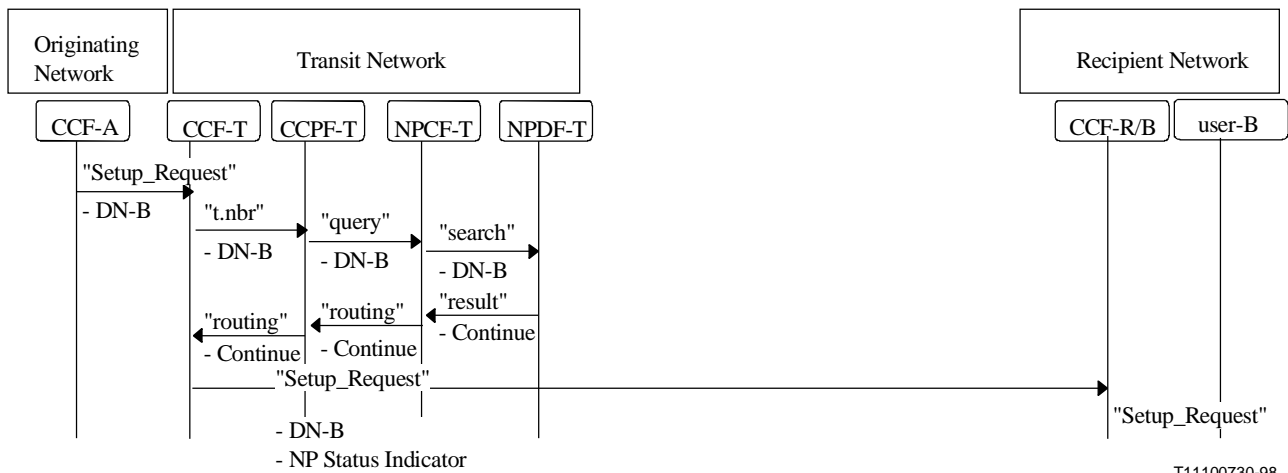 Originating
Network
Transit Network
Recipient Network
CCF-A
CCF-T
CCPF-T
NPCF-T
NPDF-T
CCF-R/B
user-B
"Setup_Request"
- DN-B
"t.nbr"
- DN-B
"query"
- DN-B
"search"
- DN-B
"result"
- Continue
"routing"
- Continue
"routing"
- Continue
"Setup_Request"
- DN-B
- NP Status Indicator
"Setup_Request"
T11100730-98